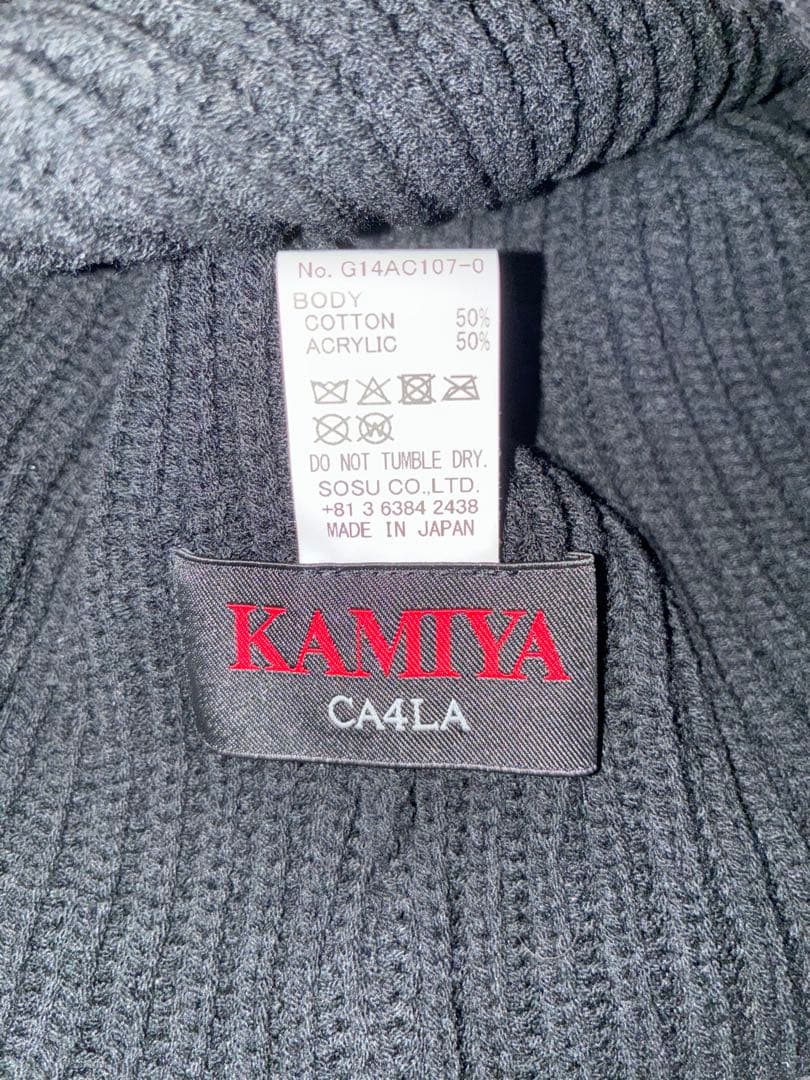 No. G14AC107-0
BODY
COTTON 50%
ACRYLIC 50%
DO NOT TUMBLE DRY.
SOSU CO.,LTD.
+81 3 6384 2438
MADE IN JAPAN
KAMIYA
CA4LA